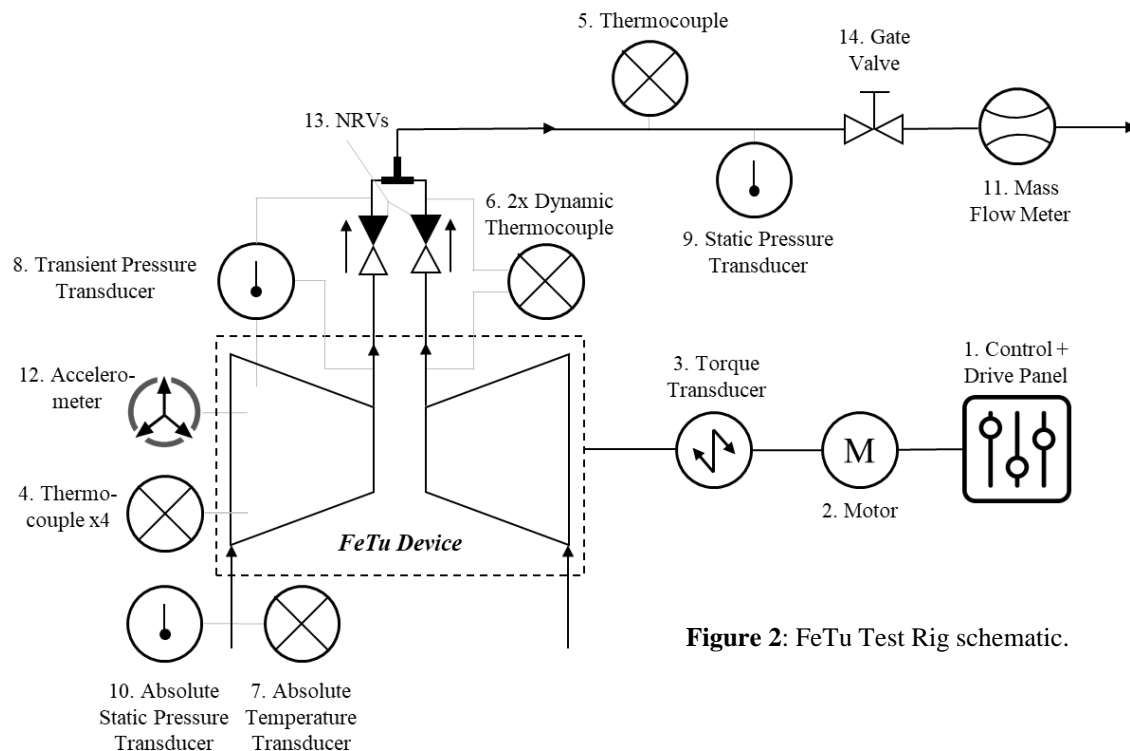 5. Thermocouple
14. Gate
Valve
13. NRVs
6. 2x Dynamic
Thermocouple
11. Mass
Flow Meter
9. Static Pressure
Transducer
8. Transient Pressure
Transducer
12. Accelero-
meter
3. Torque
Transducer
1. Control +
Drive Panel
M
2. Motor
4. Thermo-
couple x4
FeTu Device
Figure 2: FeTu Test Rig schematic.
10. Absolute
Static Pressure
Transducer
7. Absolute
Temperature
Transducer